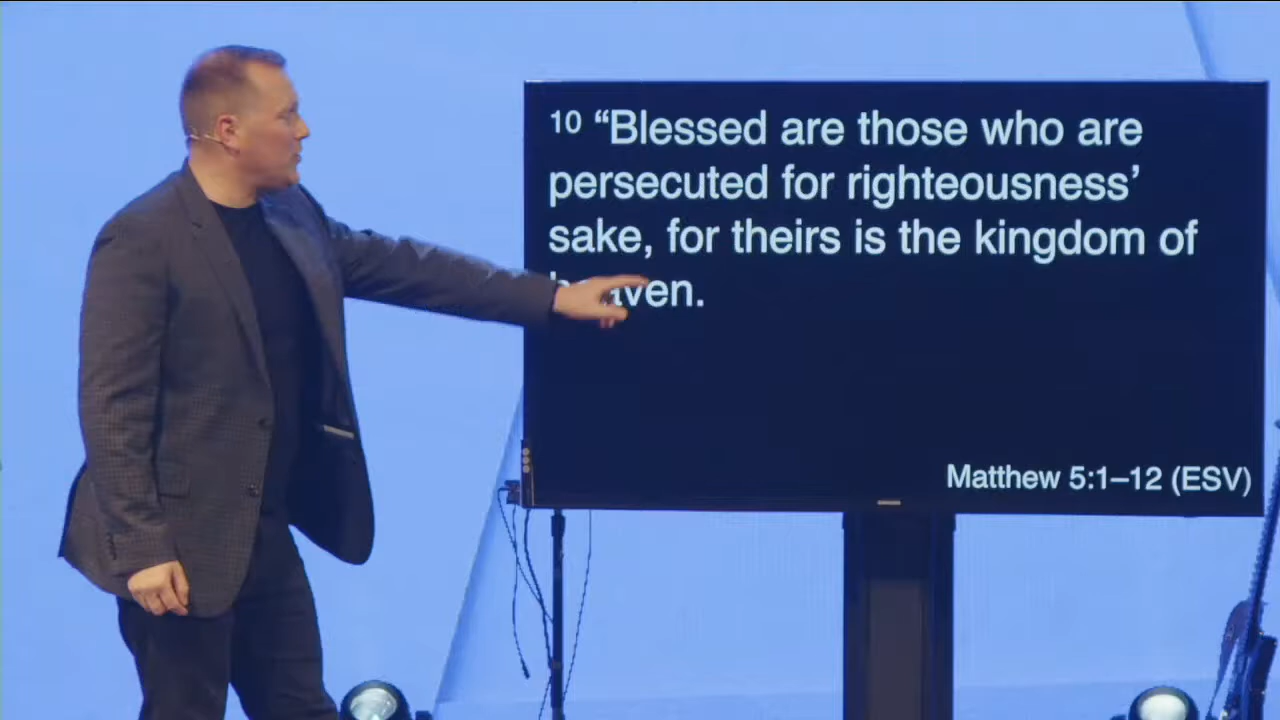 10 “Blessed are those who are
persecuted for righteousness’
sake, for theirs is the kingdom of
heaven.
Matthew 5:1–12 (ESV)